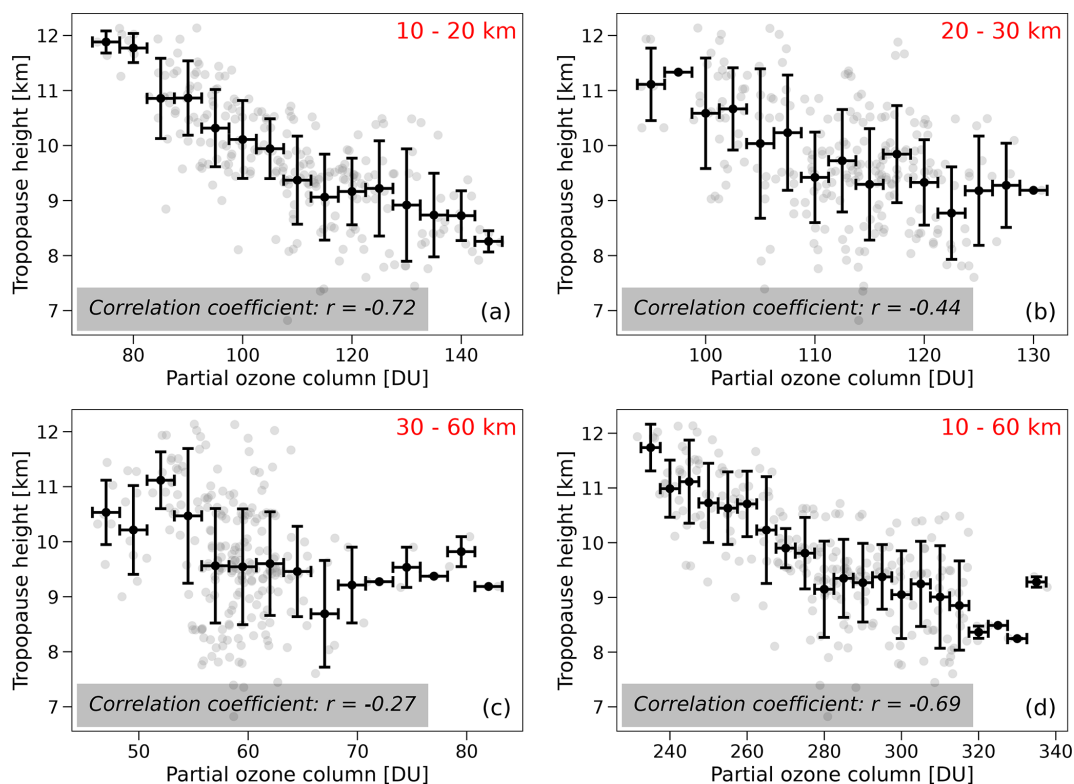 10 - 20 km
Tropopause height [km]
12
11
10
9
8
7
Correlation coefficient: r = -0.72
(a)
80
100
120
140
Partial ozone column [DU]
20 - 30 km
Tropopause height [km]
12
11
10
9
8
7
Correlation coefficient: r = -0.44
(b)
100
110
120
130
Partial ozone column [DU]
30 - 60 km
Tropopause height [km]
12
11
10
9
8
7
Correlation coefficient: r = -0.27
(c)
50
60
70
80
Partial ozone column [DU]
10 - 60 km
Tropopause height [km]
12
11
10
9
8
7
Correlation coefficient: r = -0.69
(d)
240
260
280
300
320
340
Partial ozone column [DU]